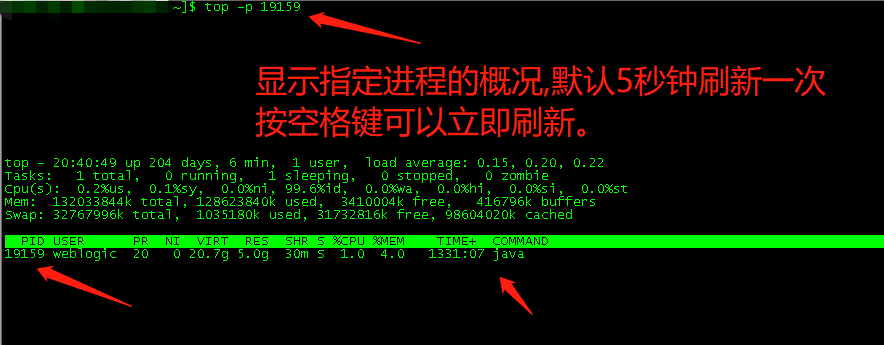 ~]$ top -p 19159
显示指定进程的概况,默认5秒钟刷新一次
按空格键可以立即刷新。
top - 20:40:49 up 204 days, 6 min, 1 user, load average: 0.15, 0.20, 0.22
Tasks: 1 total, 0 running, 1 sleeping, 0 stopped, 0 zombie
Cpu(s): 0.2%us, 0.1%sy, 0.0%ni, 99.6%id, 0.0%wa, 0.0%hi, 0.0%si, 0.0%st
Mem: 132033844k total, 128623840k used, 3410004k free, 416796k buffers
Swap: 32767996k total, 1035180k used, 31732816k free, 98604020k cached
PID USER PR NI VIRT RES SHR S %CPU %MEM TIME+ COMMAND
19159 weblogic 20 0 20.7g 5.0g 30m S 1.0 4.0 1331:07 java